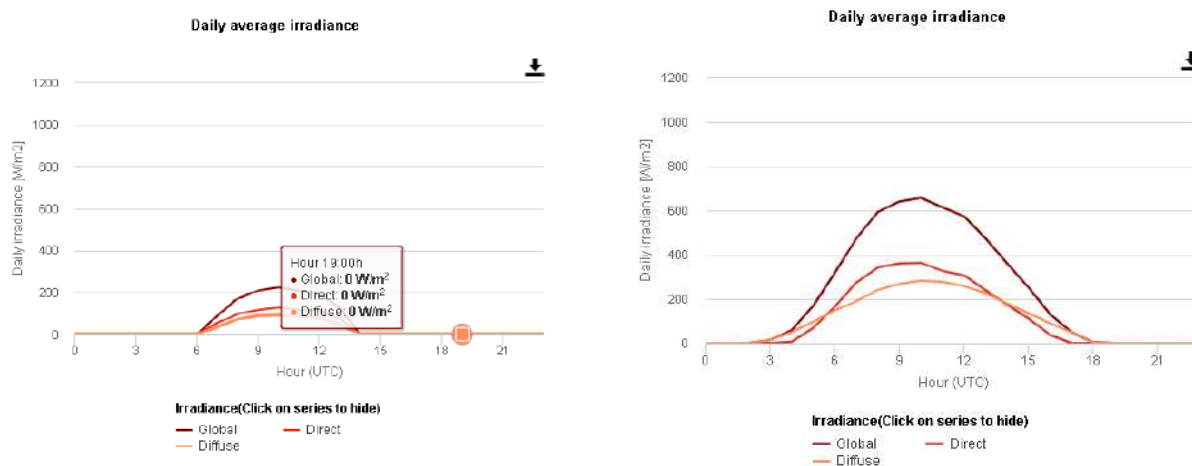 Daily average irradiance
1200
1000
800
600
400
200
0
Daily irradiance [W/m2]
Hour 19:00h
Global: 0 W/m²
Direct: 0 W/m²
Diffuse: 0 W/m²
0 3 6 9 12 15 18 21
Hour (UTC)
Irradiance(Click on series to hide)
Global Direct
Diffuse
Daily average irradiance
1200
1000
800
600
400
200
0
Daily irradiance [W/m2]
0 3 6 9 12 15 18 21
Hour (UTC)
Irradiance(Click on series to hide)
Global Direct
Diffuse